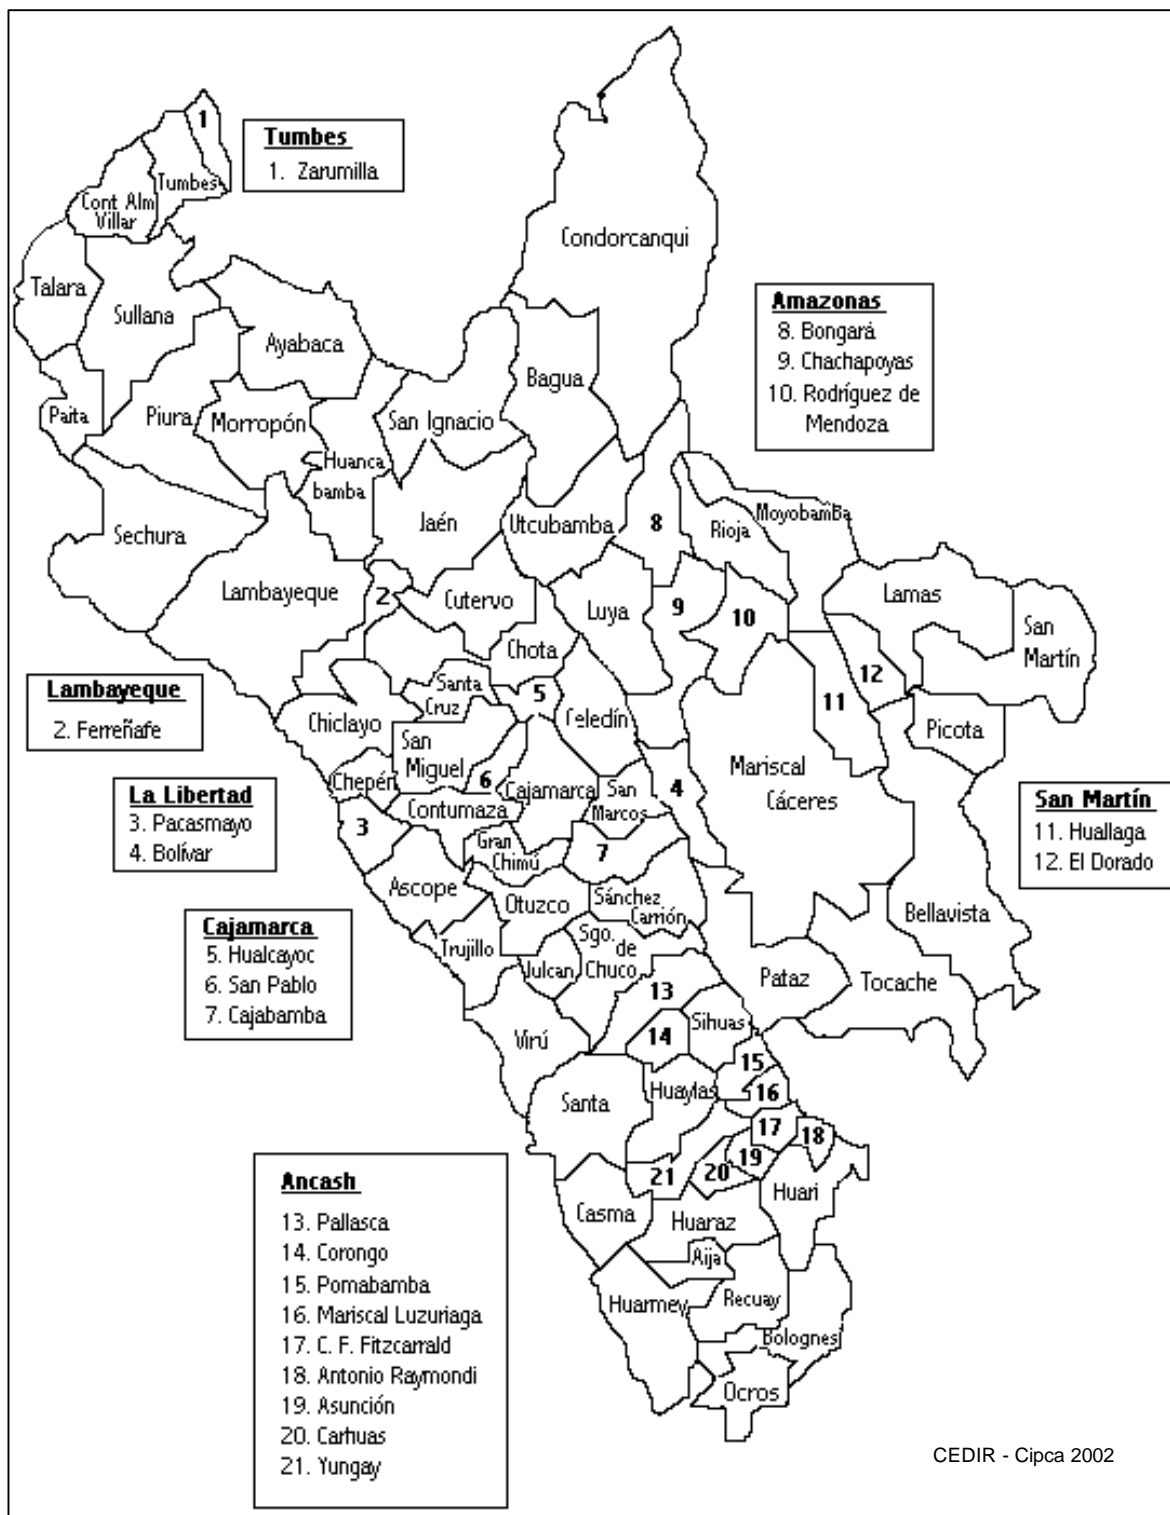 1
Tumbes
1. Zarumilla
Tumbes
Cont Alm
Villar
Condorcanqui
Talara
Sullana
Ayabaca
Amazonas
8. Bongará
9. Chachapoyas
10. Rodríguez de
Mendoza
Bagua
Paita
Piura
Morropón
San Ignacio
Huanca
bamba
Sechura
Jaén
Utcubamba
8
Rioja
Moyobamba
Lambayeque
2
Cutervo
Luya
9
10
Lamas
San
Martín
Chota
12
Lambayeque
2. Ferreñafe
Santa
Cruz
5
Chiclayo
Celedín
11
Picota
San
Miguel
Mariscal
Cáceres
Chepén
6
Cajamarca
San
Marcos
4
La Libertad
3. Pacasmayo
4. Bolívar
Contumaza
3
Gran
Chimú
7
San Martín
11. Huallaga
12. El Dorado
Ascope
Otuzco
Sánchez
Carrión
Bellavista
Cajamarca
5. Hualcayoc
6. San Pablo
7. Cajabamba
Trujillo
Julcan
Sgo.
de
Chuco
Pataz
Tocache
13
Sihuas
14
Virú
15
Santa
Huaylas
16
17
18
19
20
21
Huari
Casma
Huaraz
Aija
Huarmey
Recuay
Bolognes
Ocros
Ancash
13. Pallasca
14. Corongo
15. Pomabamba
16. Mariscal Luzuriaga
17. C. F. Fitzcarrald
18. Antonio Raymondi
19. Asunción
20. Carhuas
21. Yungay
CEDIR - Cipca 2002